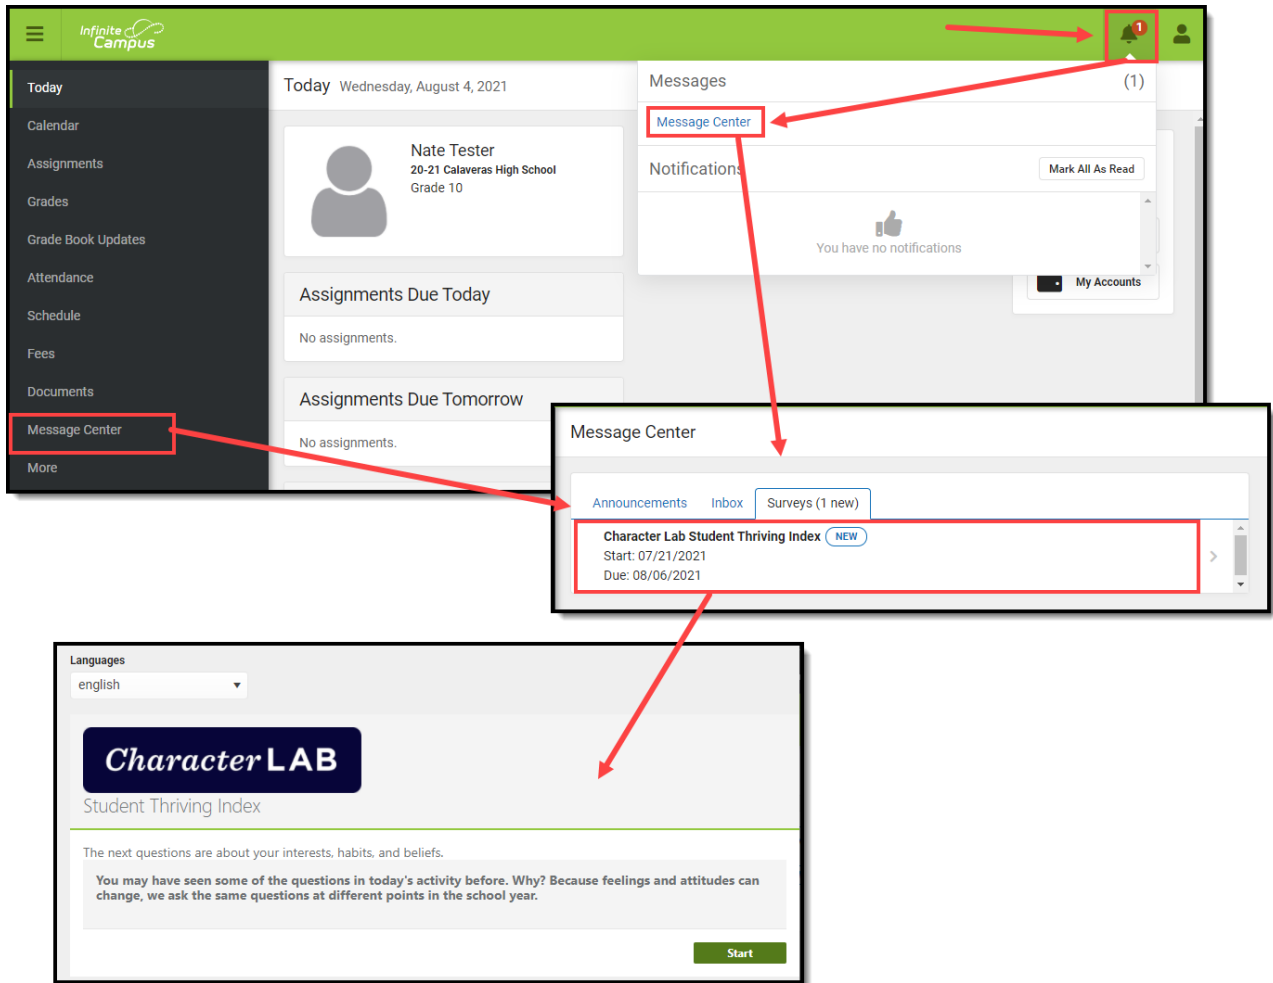 Infinite
Campus
1
Today
Calendar
Assignments
Grades
Grade Book Updates
Attendance
Schedule
Fees
Documents
Message Center
More
Today Wednesday, August 4, 2021
Nate Tester
20-21 Calaveras High School
Grade 10
Assignments Due Today
No assignments.
Assignments Due Tomorrow
No assignments.
Messages (1)
Message Center
Notifications Mark All As Read
You have no notifications
My Accounts
Message Center
Announcements Inbox Surveys (1 new)
Character Lab Student Thriving Index NEW
Start: 07/21/2021
Due: 08/06/2021
Languages
english
Character LAB
Student Thriving Index
The next questions are about your interests, habits, and beliefs.
You may have seen some of the questions in today's activity before. Why? Because feelings and attitudes can
change, we ask the same questions at different points in the school year.
Start